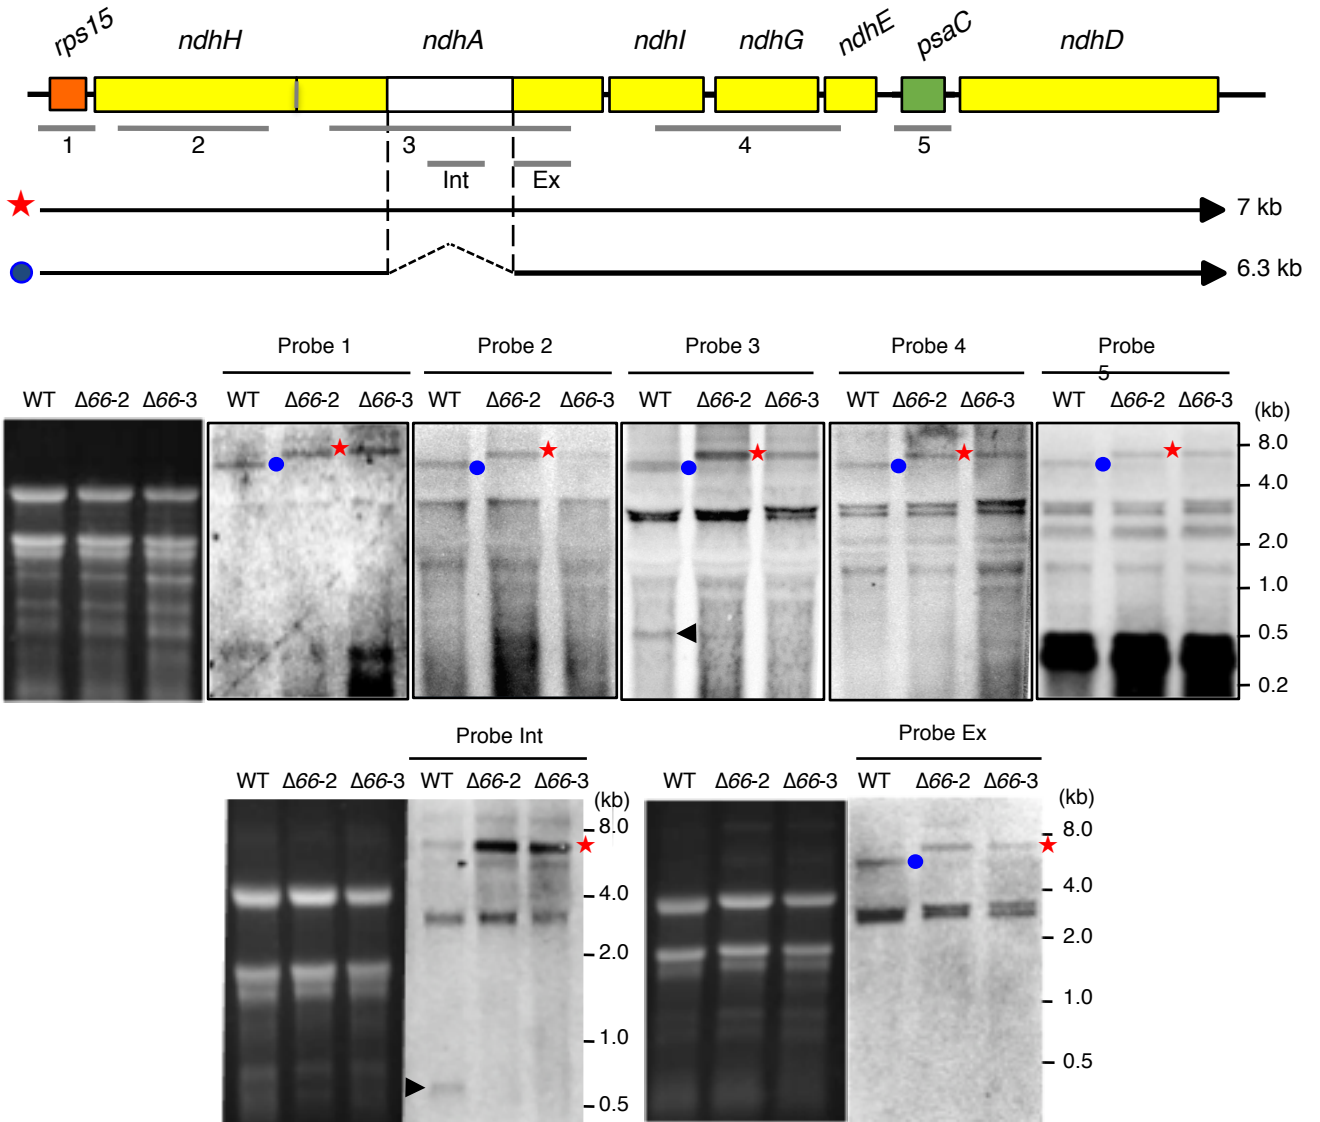 rps15 ndhH ndhA ndhI ndhG ndhE psaC ndhD
1 2 3 4 5
Int Ex
7 kb
6.3 kb
Probe 1 Probe 2 Probe 3 Probe 4 Probe
5
WT Δ66-2 Δ66-3 WT Δ66-2 Δ66-3 WT Δ66-2 Δ66-3 WT Δ66-2 Δ66-3 WT Δ66-2 Δ66-3 WT Δ66-2 Δ66-3
(kb)
8.0
4.0
2.0
1.0
0.5
0.2
Probe Int Probe Ex
WT Δ66-2 Δ66-3 WT Δ66-2 Δ66-3 WT Δ66-2 Δ66-3 WT Δ66-2 Δ66-3
(kb) (kb)
8.0 8.0
4.0 4.0
2.0 2.0
1.0 1.0
0.5 0.5